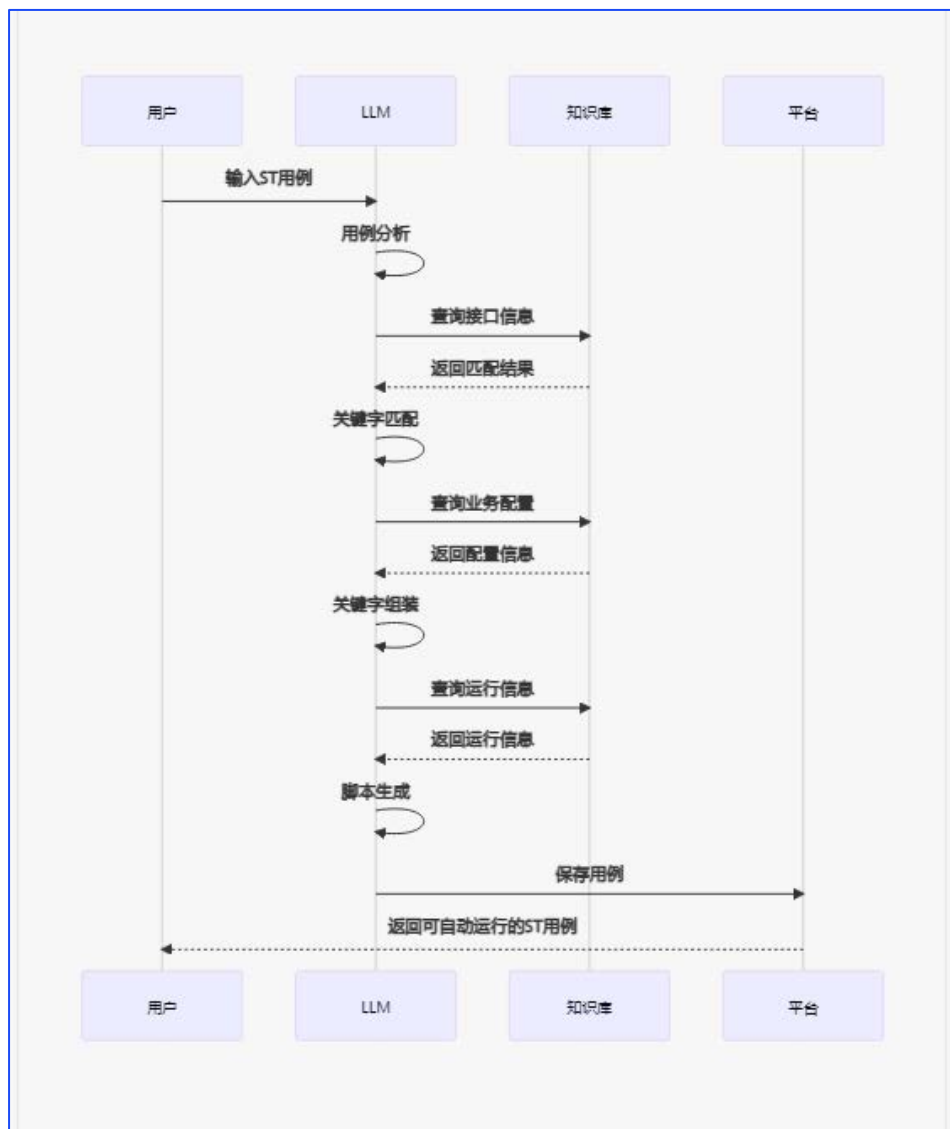 用户 LLM 知识库 平台
输入ST用例
用例分析
查询接口信息
返回匹配结果
关键字匹配
查询业务配置
返回配置信息
关键字组装
查询运行信息
返回运行信息
脚本生成
保存用例
返回可自动运行的ST用例
用户 LLM 知识库 平台